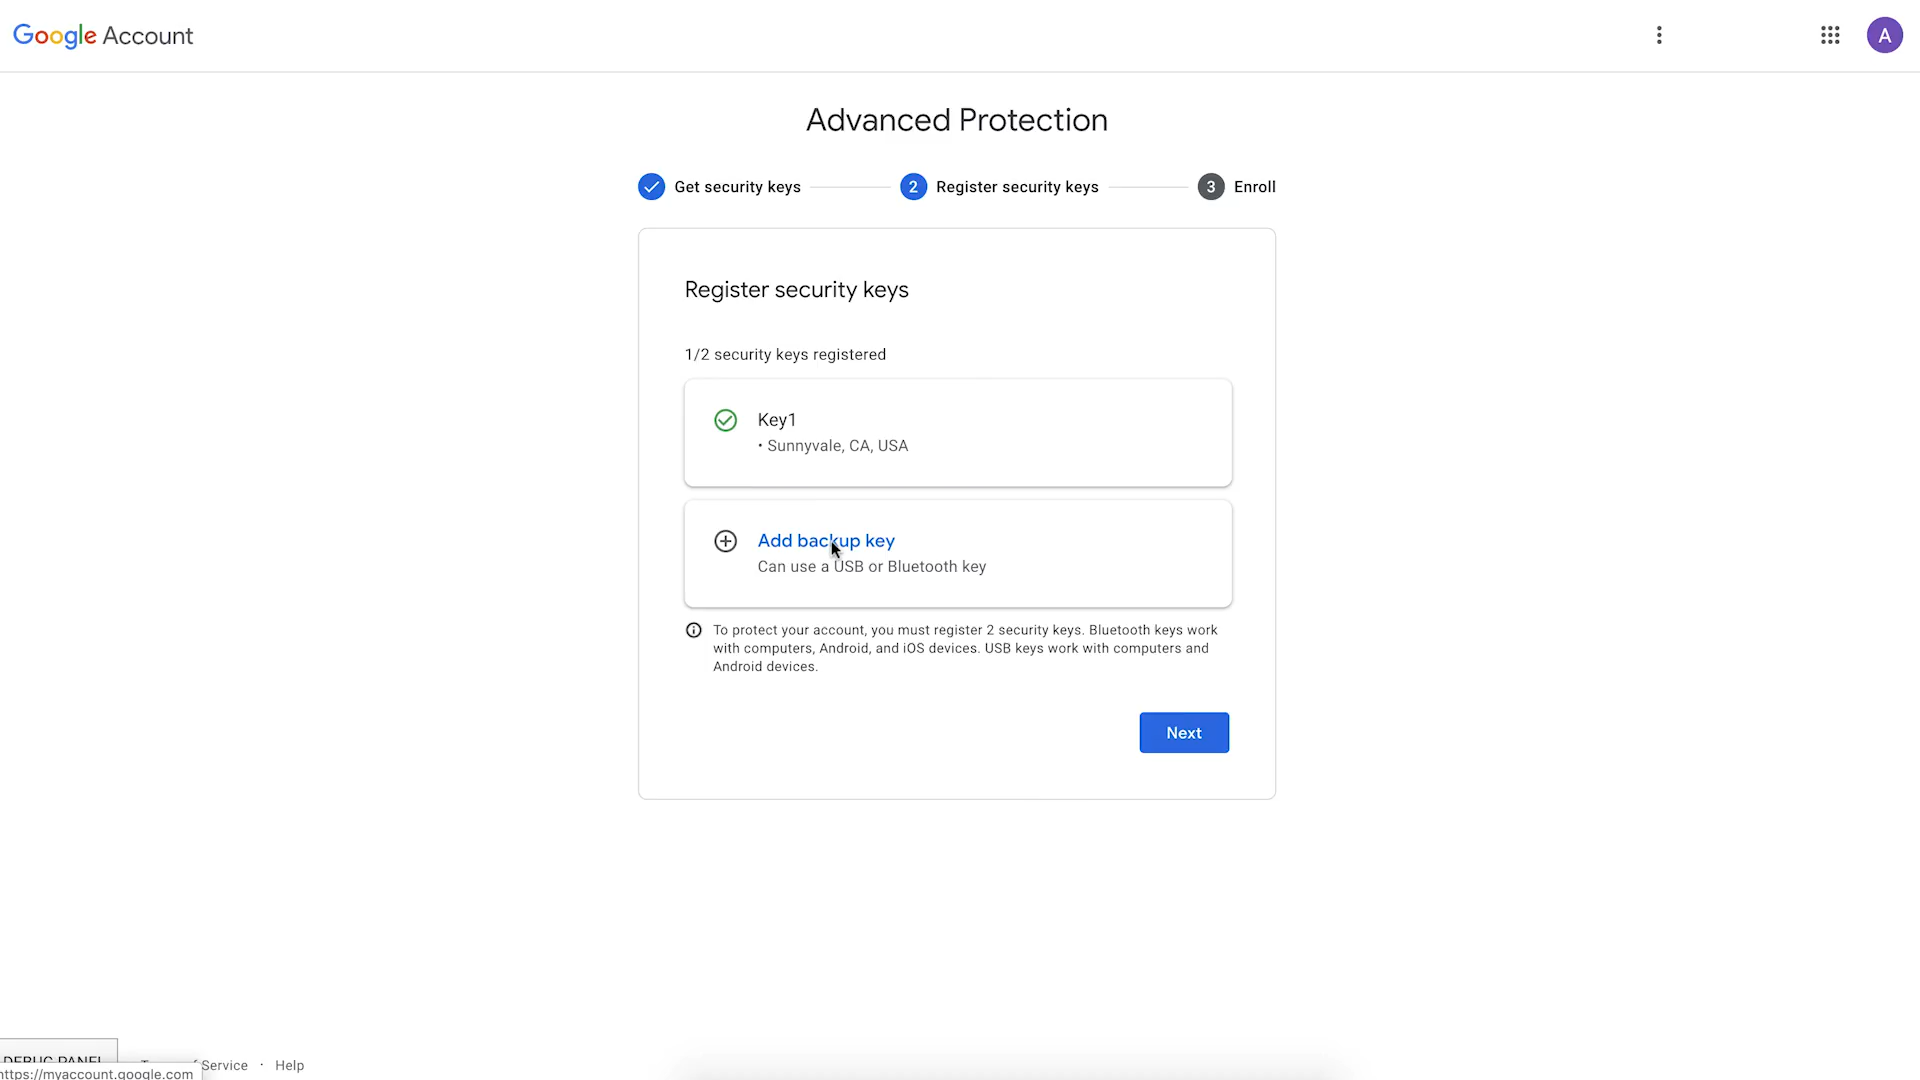 Google Account
A
Advanced Protection
Get security keys
2 Register security keys
3 Enroll
Register security keys
1/2 security keys registered
Key1
• Sunnyvale, CA, USA
Add backup key
Can use a USB or Bluetooth key
To protect your account, you must register 2 security keys. Bluetooth keys work
with computers, Android, and iOS devices. USB keys work with computers and
Android devices.
Next
DEBUG PANEL
Service · Help
https://myaccount.google.com